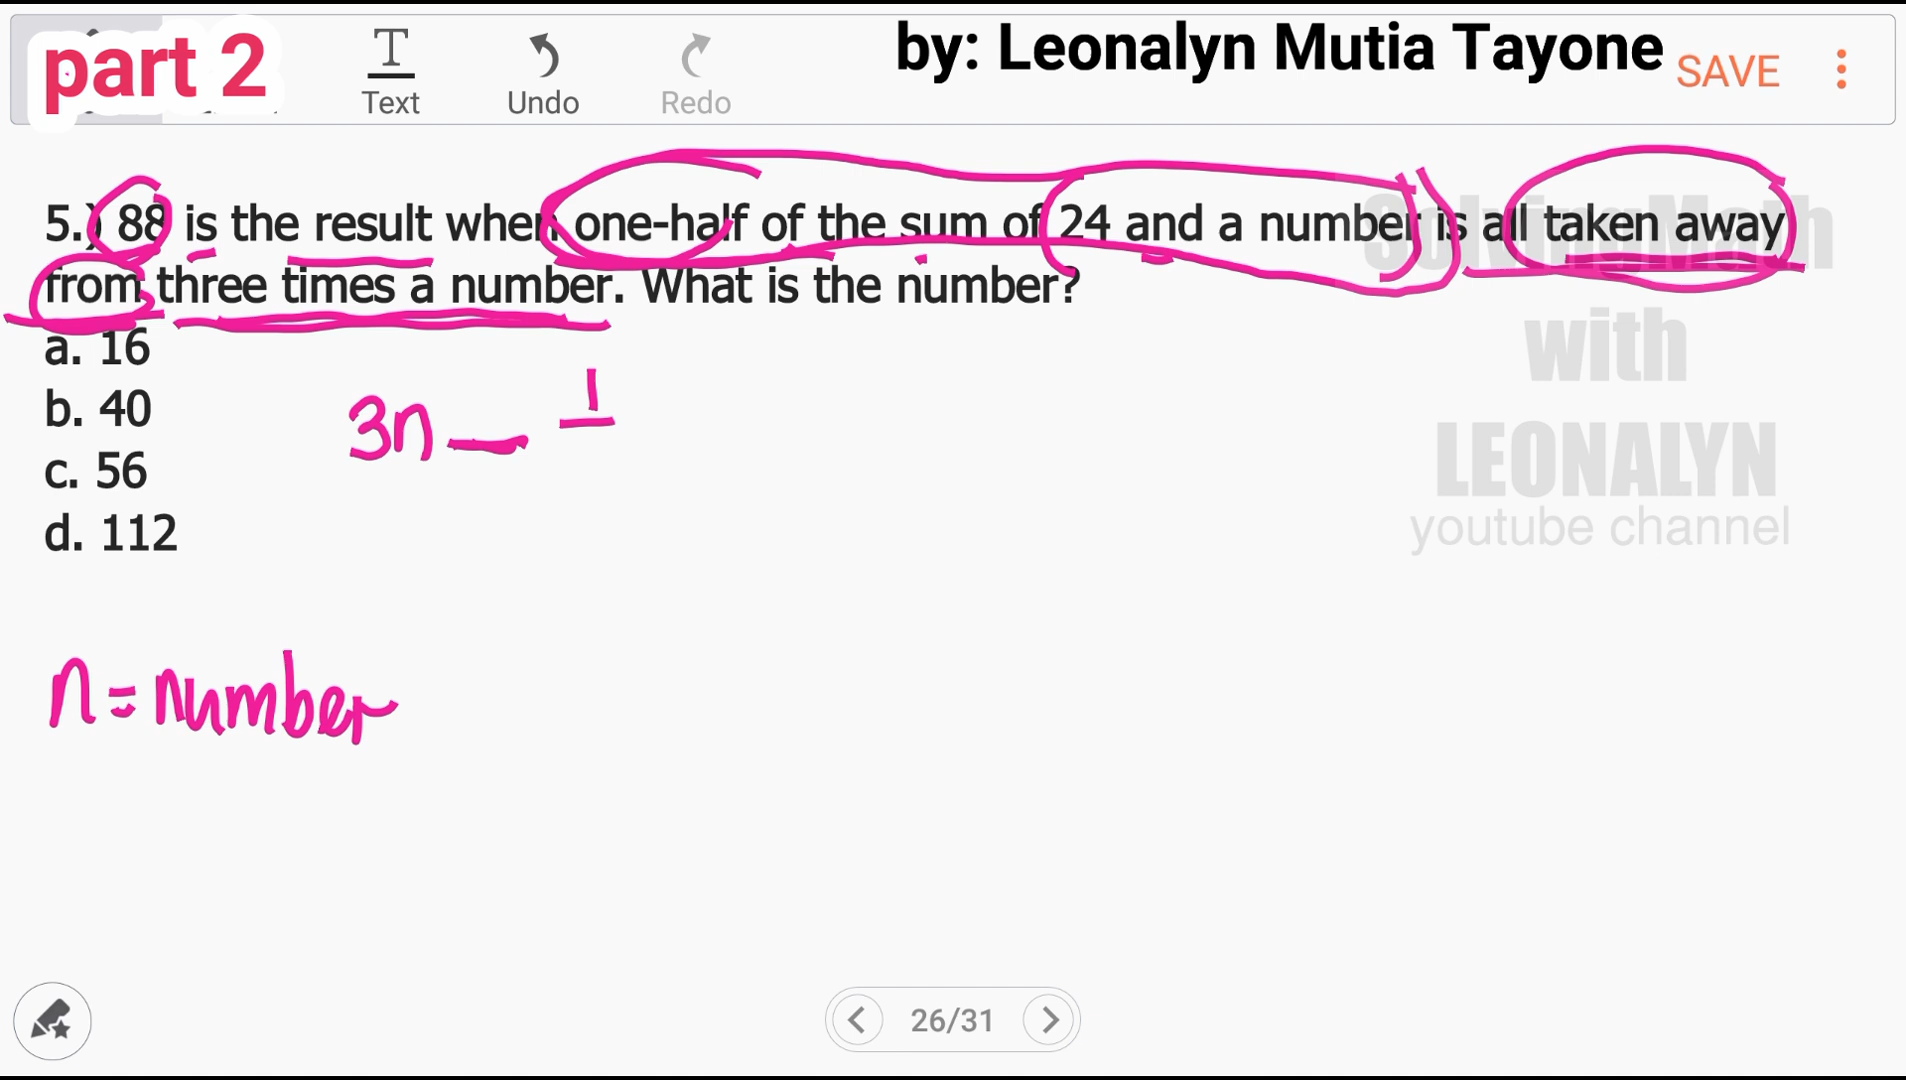 part 2
Text
Undo
Redo
by: Leonalyn Mutia Tayone
SAVE
5.) 88 is the result when one-half of the sum of 24 and a number is all taken away
from three times a number. What is the number?
a. 16
b. 40
c. 56
d. 112
3n — 1
n = number
SolvingMath
with
LEONALYN
youtube channel
26/31